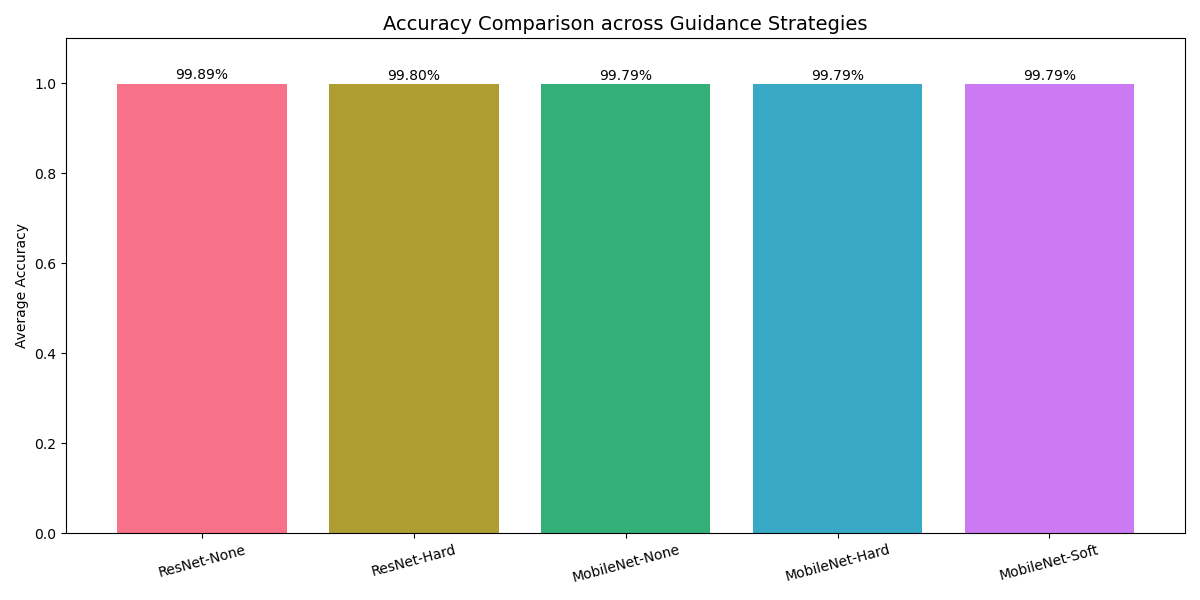 Accuracy Comparison across Guidance Strategies
99.89%
99.80%
99.79%
99.79%
99.79%
Average Accuracy
1.0
0.8
0.6
0.4
0.2
0.0
ResNet-None
ResNet-Hard
MobileNet-None
MobileNet-Hard
MobileNet-Soft